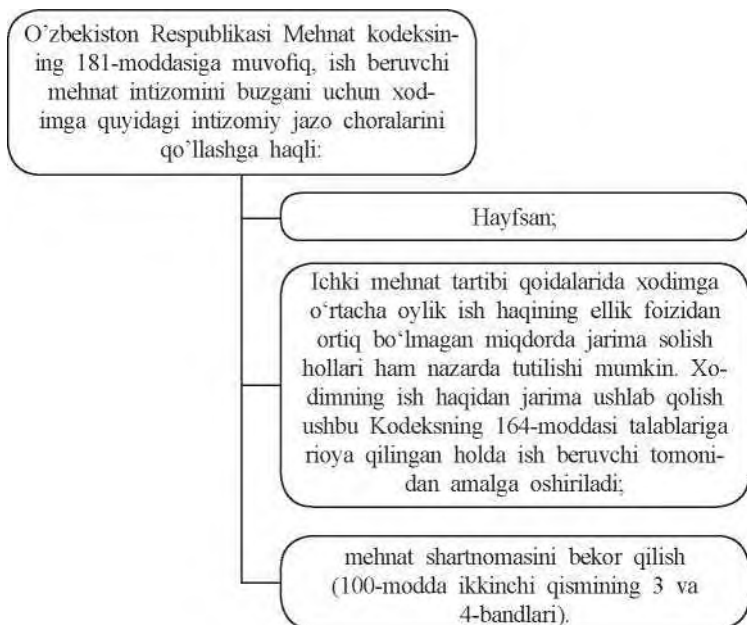 O’zbekiston Respublikasi Mehnat kodeksin-
ing 181-moddasiga muvofiq, ish beruvchi
mehnat intizomini buzgani uchun xod-
imga quyidagi intizomiy jazo choralarini
qo’llashga haqli:
Hayfsan;
Ichki mehnat tartibi qoidalarida xodimga
o‘rtacha oylik ish haqining ellik foizidan
ortiq bo‘lmagan miqdorda jarima solish
hollari ham nazarda tutilishi mumkin. Xo-
dimning ish haqidan jarima ushlab qolish
ushbu Kodeksning 164-moddasi talablariga
rioya qilingan holda ish beruvchi tomoni-
dan amalga oshiriladi;
mehnat shartnomasini bekor qilish
(100-modda ikkinchi qismining 3 va
4-bandlari).